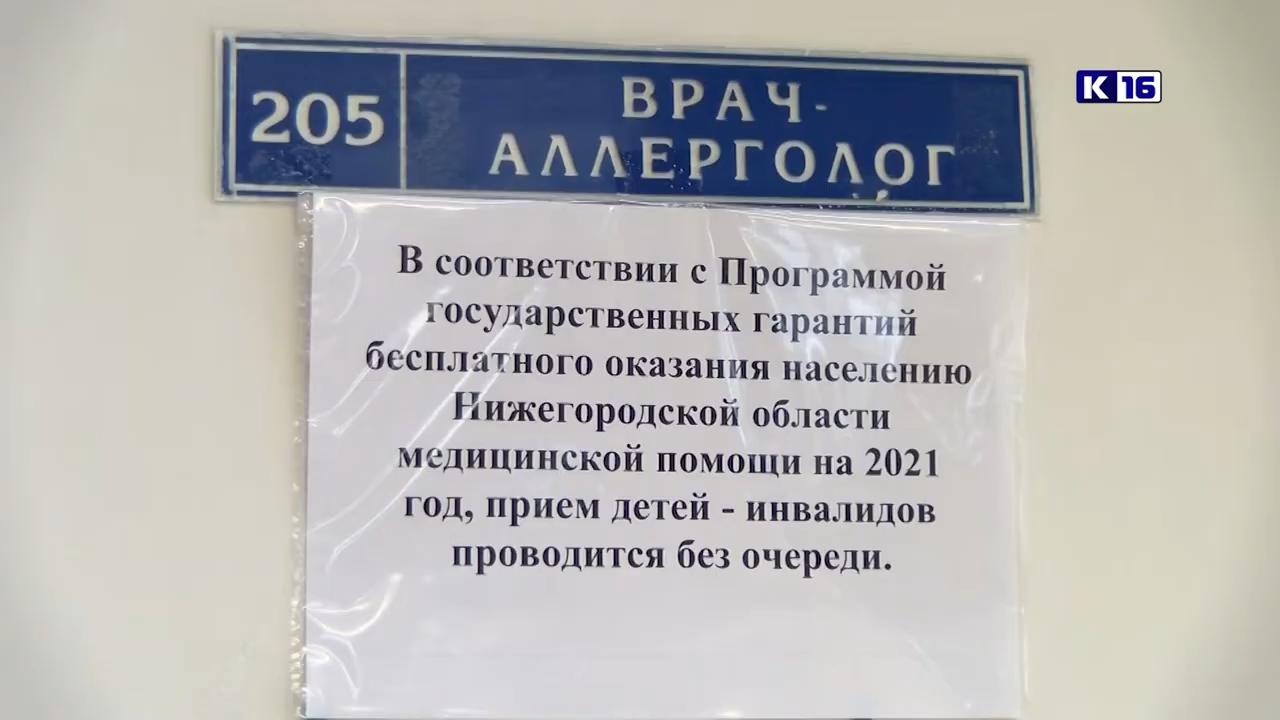 205
ВРАЧ-
АЛЛЕРГОЛОГ
К 16
В соответствии с Программой
государственных гарантий
бесплатного оказания населению
Нижегородской области
медицинской помощи на 2021
год, прием детей - инвалидов
проводится без очереди.